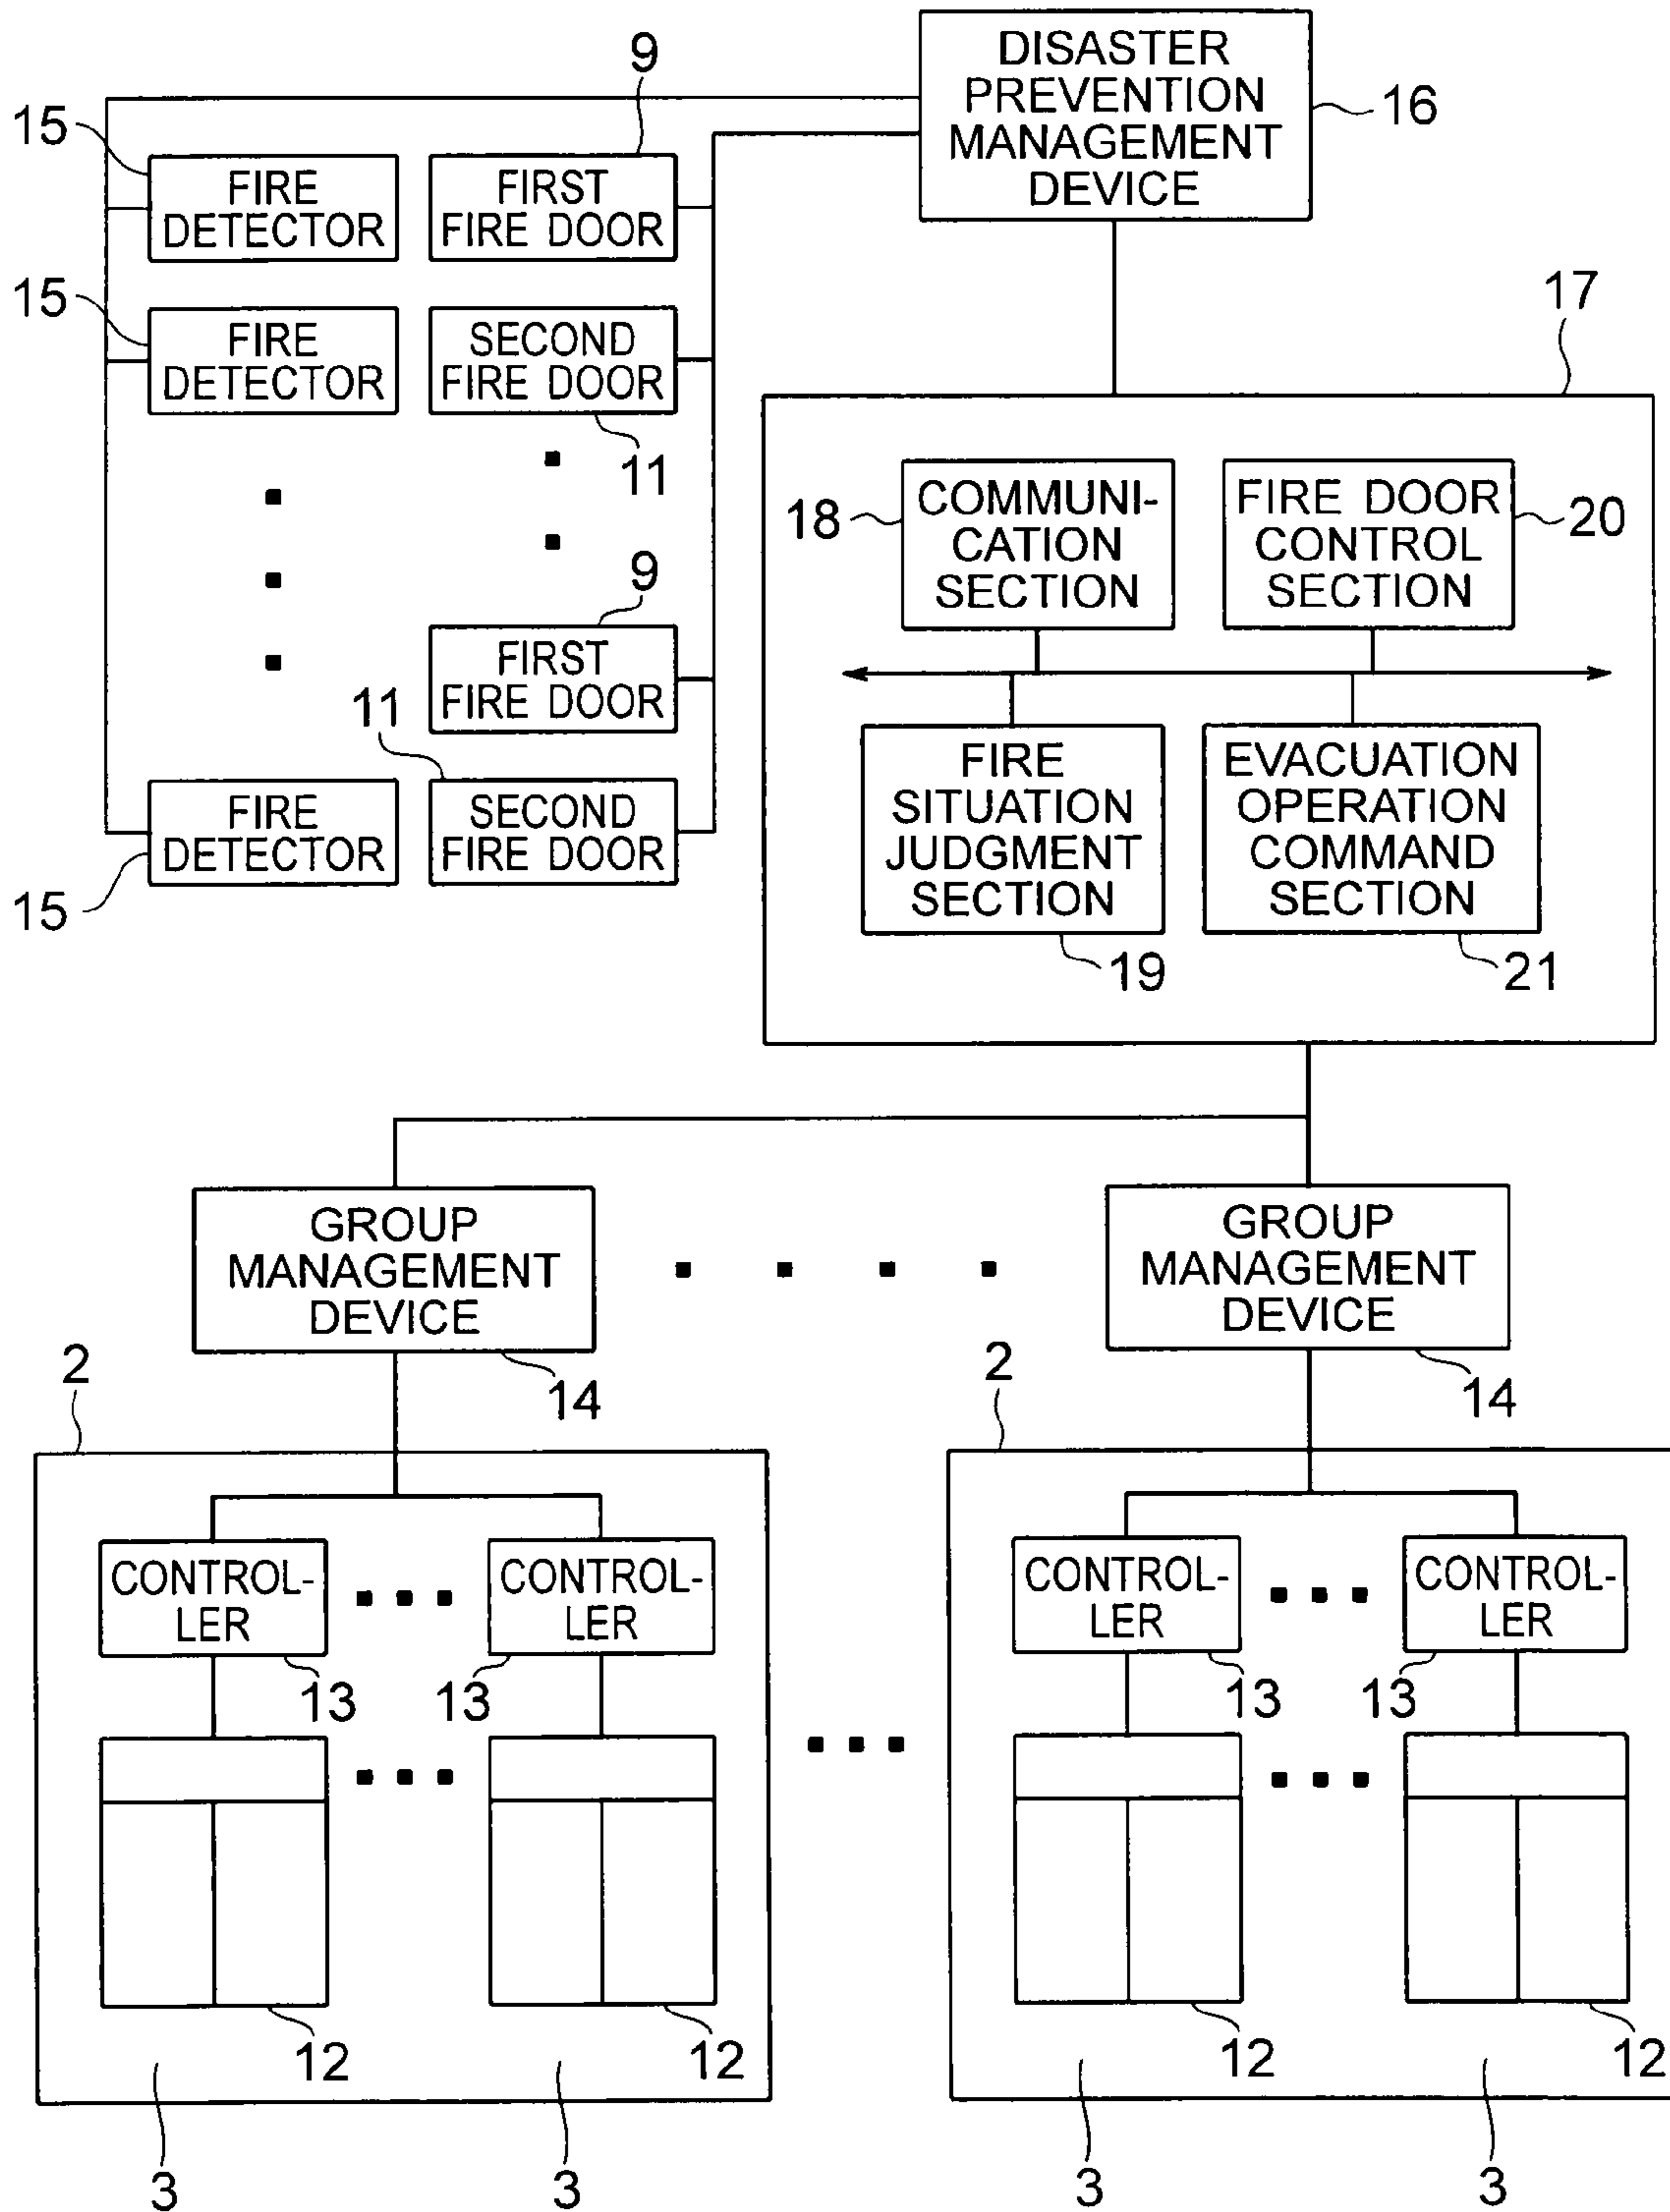 DISASTER
PREVENTION
MANAGEMENT
DEVICE
16
9
15
FIRE
DETECTOR
FIRST
FIRE DOOR
15
FIRE
DETECTOR
SECOND
FIRE DOOR
11
17
18
COMMUNI-
CATION
SECTION
FIRE DOOR
CONTROL
SECTION
20
9
FIRST
FIRE DOOR
11
FIRE
DETECTOR
15
SECOND
FIRE DOOR
FIRE
SITUATION
JUDGMENT
SECTION
19
EVACUATION
OPERATION
COMMAND
SECTION
21
GROUP
MANAGEMENT
DEVICE
14
GROUP
MANAGEMENT
DEVICE
14
2
CONTROL-
LER
13
CONTROL-
LER
13
12
12
3
3
2
CONTROL-
LER
13
CONTROL-
LER
13
12
12
3
3